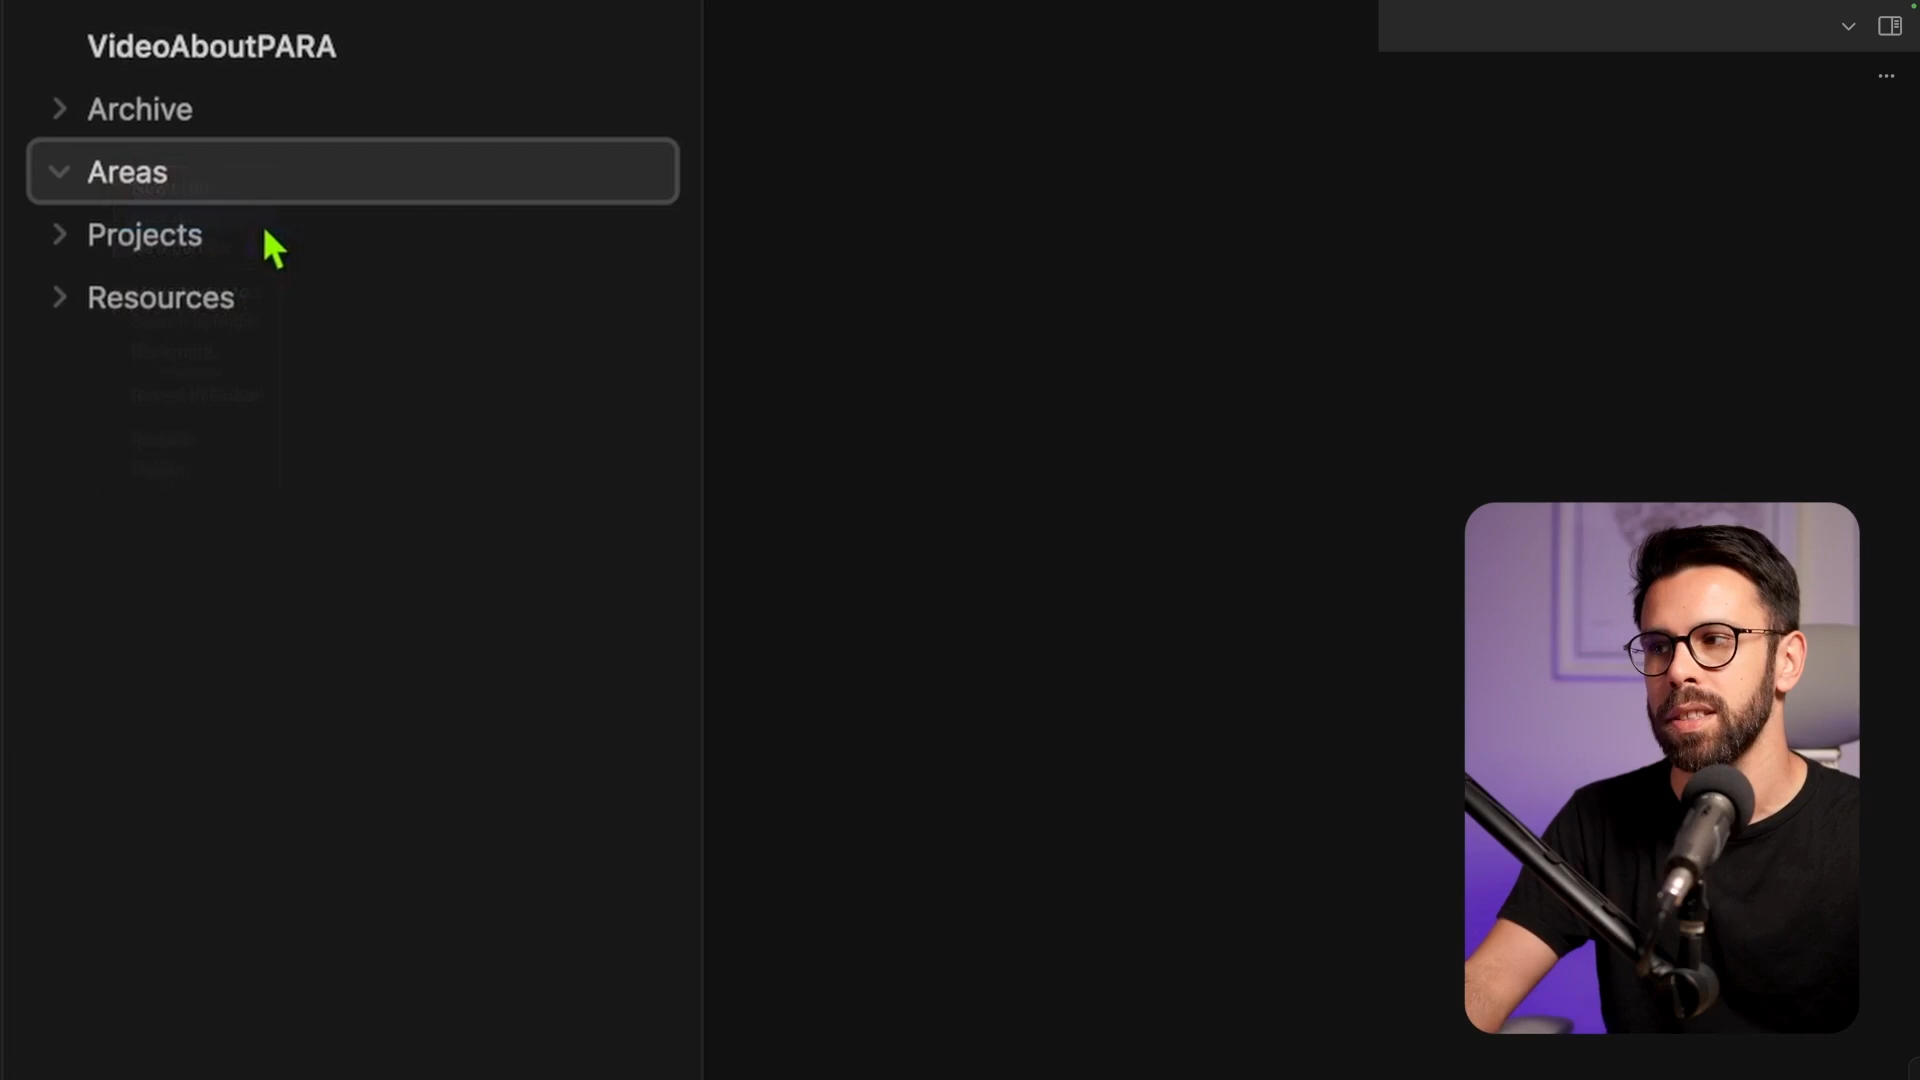 VideoAboutPARA
Archive
Areas
Projects
Resources